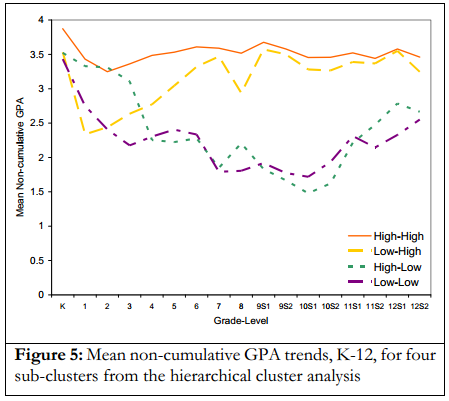 4
3.5
3
2.5
2
1.5
1
0.5
0
Mean Non-cumulative GPA
K 1 2 3 4 5 6 7 8 9S1 9S2 10S1 10S2 11S1 11S2 12S1 12S2
Grade-Level
High-High
Low-High
High-Low
Low-Low
Figure 5: Mean non-cumulative GPA trends, K-12, for four
sub-clusters from the hierarchical cluster analysis